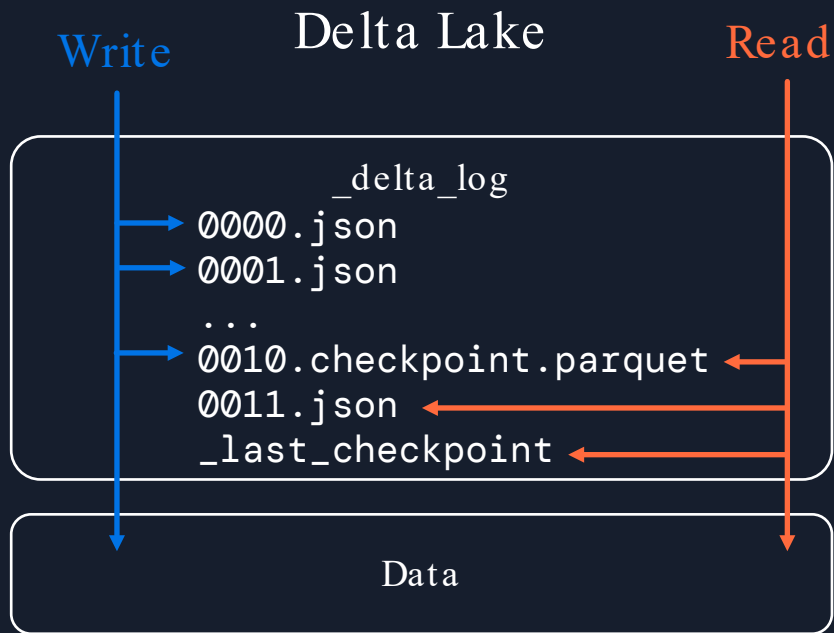 Delta Lake
Write
Read
_delta_log
0000.json
0001.json
...
0010.checkpoint.parquet
0011.json
_last_checkpoint
Data